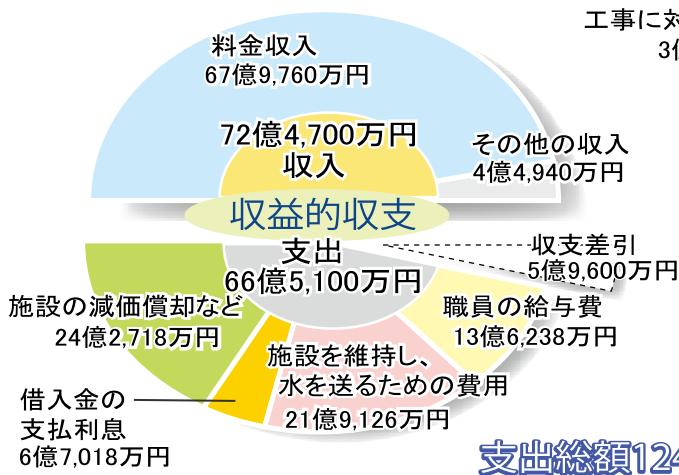 工事に対
3億
料金収入
67億9,760万円
72億4,700万円
収入
その他の収入
4億4,940万円
収益的収支
支出
66億5,100万円
収支差引
5億9,600万円
施設の減価償却など
24億2,718万円
職員の給与費
13億6,238万円
施設を維持し、
水を送るための費用
21億9,126万円
借入金の
支払利息
6億7,018万円
支出総額124